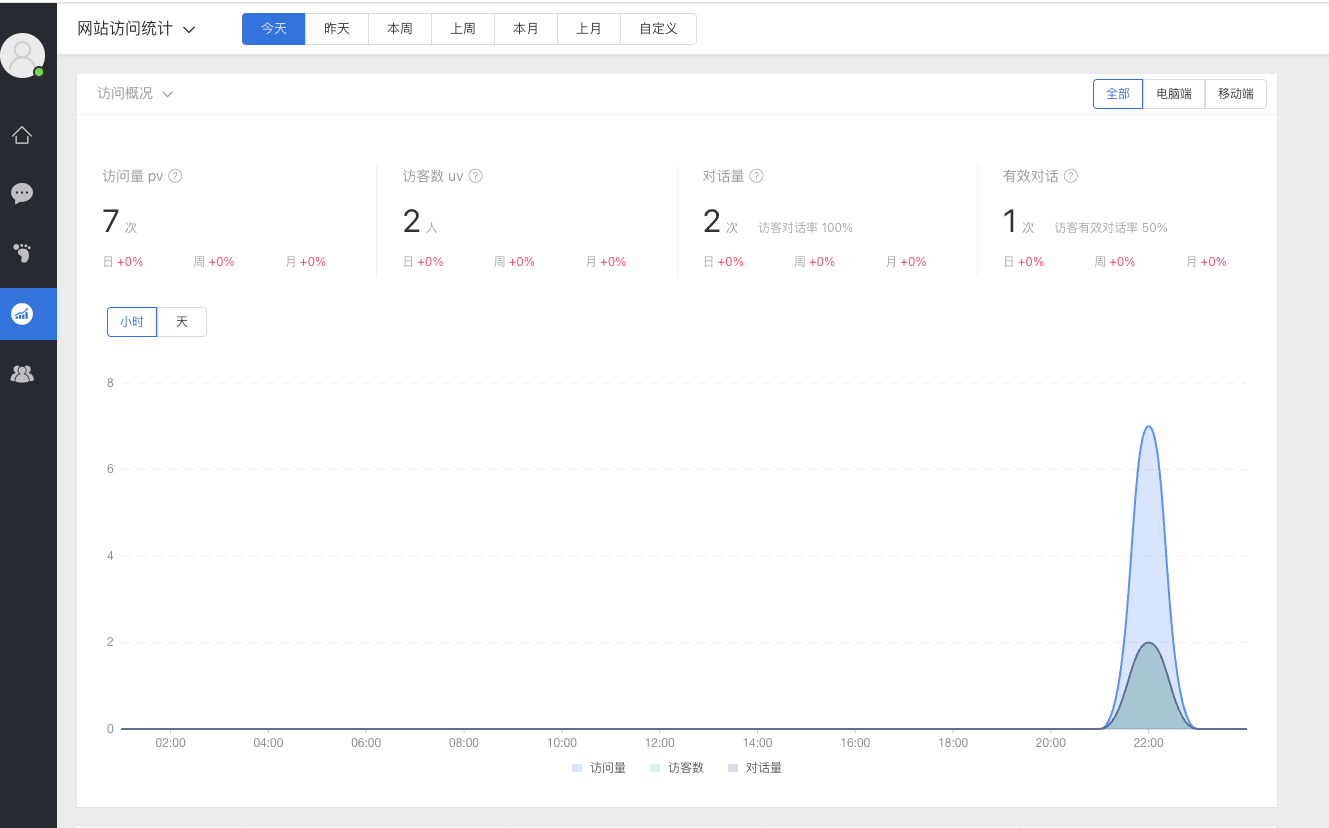 网站访问统计 今天 昨天 本周 上周 本月 上月 自定义
访问概况 全部 电脑端 移动端
访问量 pv ? 访客数 uv ? 对话量 ? 有效对话 ?
7 次 2 人 2 次 访客对话率 100% 1 次 访客有效对话率 50%
日 +0% 周 +0% 月 +0% 日 +0% 周 +0% 月 +0% 日 +0% 周 +0% 月 +0% 日 +0% 周 +0% 月 +0%
小时 天
8
6
4
2
0
02:00 04:00 06:00 08:00 10:00 12:00 14:00 16:00 18:00 20:00 22:00
访问量 访客数 对话量